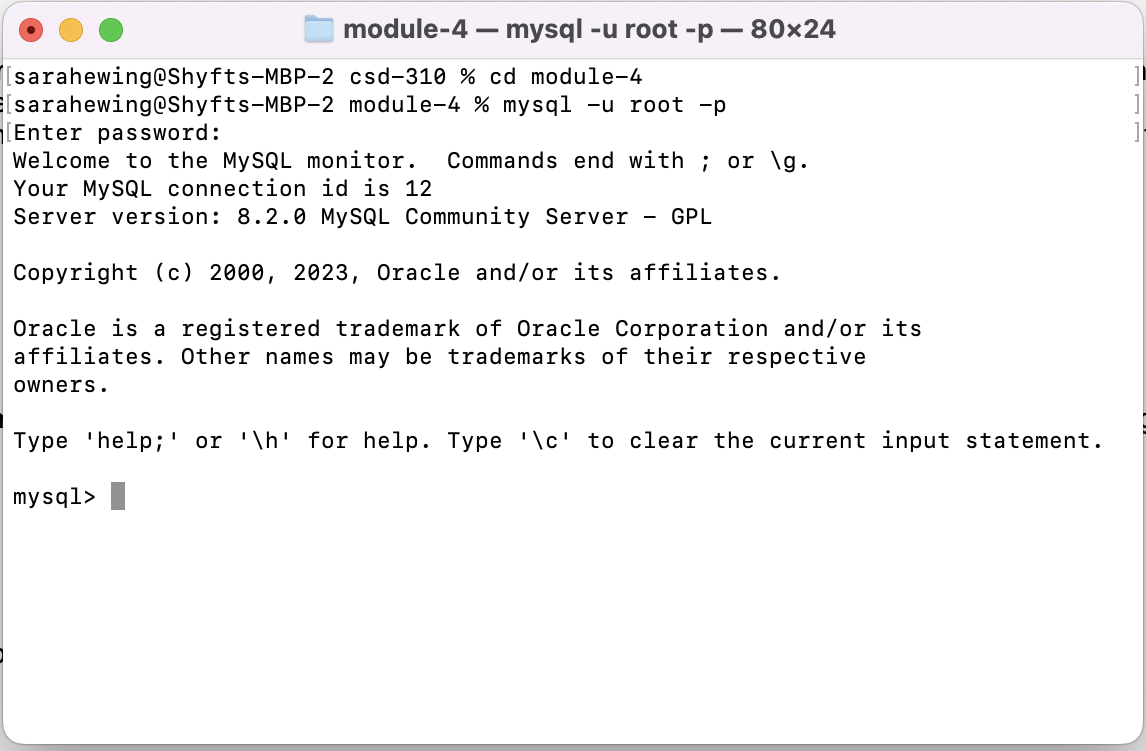 module-4 — mysql -u root -p — 80×24
[sarahewing@Shyfts-MBP-2 csd-310 % cd module-4 ]
[sarahewing@Shyfts-MBP-2 module-4 % mysql -u root -p ]
[Enter password: ]
Welcome to the MySQL monitor.  Commands end with ; or \g.
Your MySQL connection id is 12
Server version: 8.2.0 MySQL Community Server - GPL
Copyright (c) 2000, 2023, Oracle and/or its affiliates.
Oracle is a registered trademark of Oracle Corporation and/or its
affiliates. Other names may be trademarks of their respective
owners.
Type 'help;' or '\h' for help. Type '\c' to clear the current input statement.
mysql>